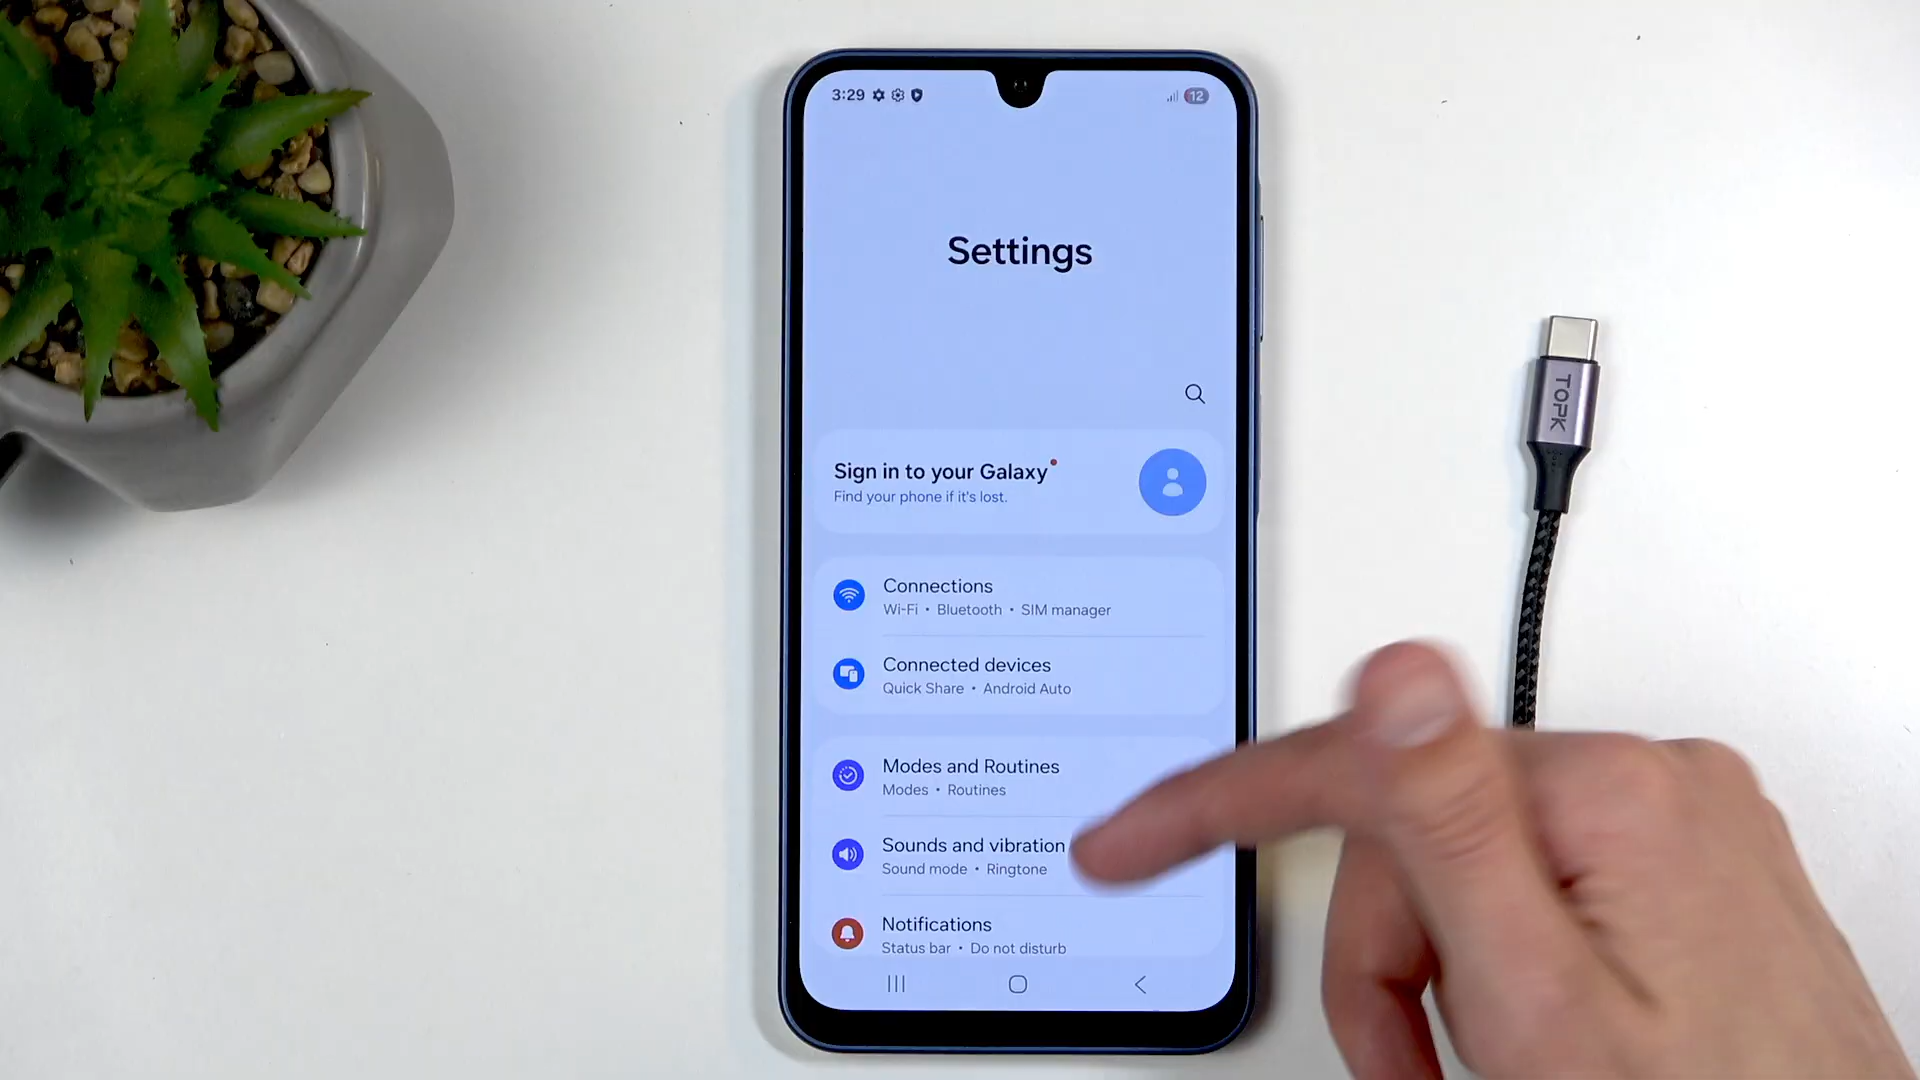 3:29
12
Settings
Sign in to your Galaxy
Find your phone if it's lost.
Connections
Wi-Fi • Bluetooth • SIM manager
Connected devices
Quick Share • Android Auto
Modes and Routines
Modes • Routines
Sounds and vibration
Sound mode • Ringtone
Notifications
Status bar • Do not disturb
TOPK